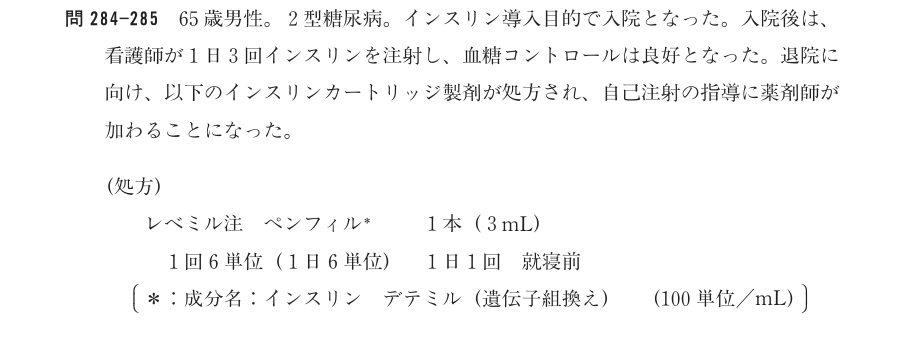 問 284−285　65 歳男性。2 型糖尿病。インスリン導入目的で入院となった。入院後は、
看護師が1日3回インスリンを注射し、血糖コントロールは良好となった。退院に
向け、以下のインスリンカートリッジ製剤が処方され、自己注射の指導に薬剤師が
加わることになった。
(処方)
レベミル注　ペンフィル*　　1本（3 mL）
1回6単位（1日6単位）　1日1回　就寝前
〔＊：成分名：インスリン　デテミル（遺伝子組換え）　（100 単位／mL）〕